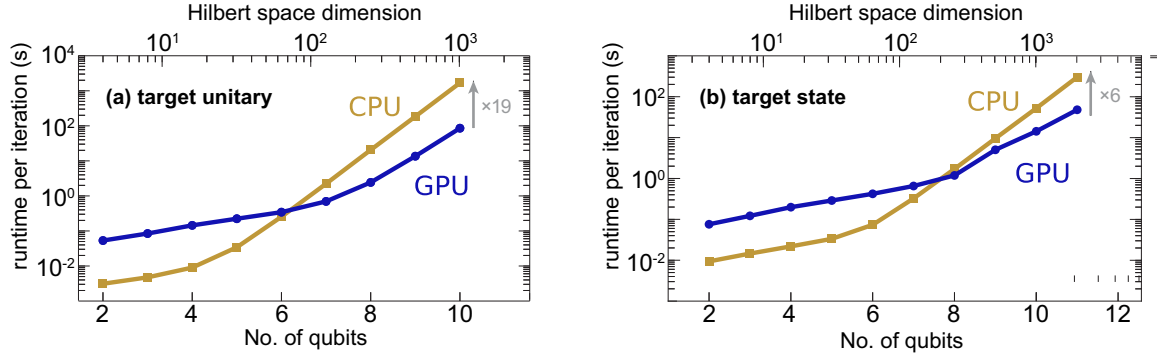 Hilbert space dimension
10¹ 10² 10³
runtime per iteration (s)
10⁴
10²
10⁰
10⁻²
(a) target unitary
CPU
×19
GPU
2 4 6 8 10
No. of qubits
Hilbert space dimension
10¹ 10² 10³
runtime per iteration (s)
10²
10⁰
10⁻²
(b) target state
CPU
×6
GPU
2 4 6 8 10 12
No. of qubits